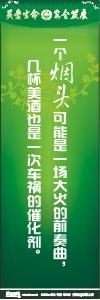 关爱生命 安全发展
一个烟头可能是一场大火的前奏曲，
几杯美酒也是一次车祸的催化剂。